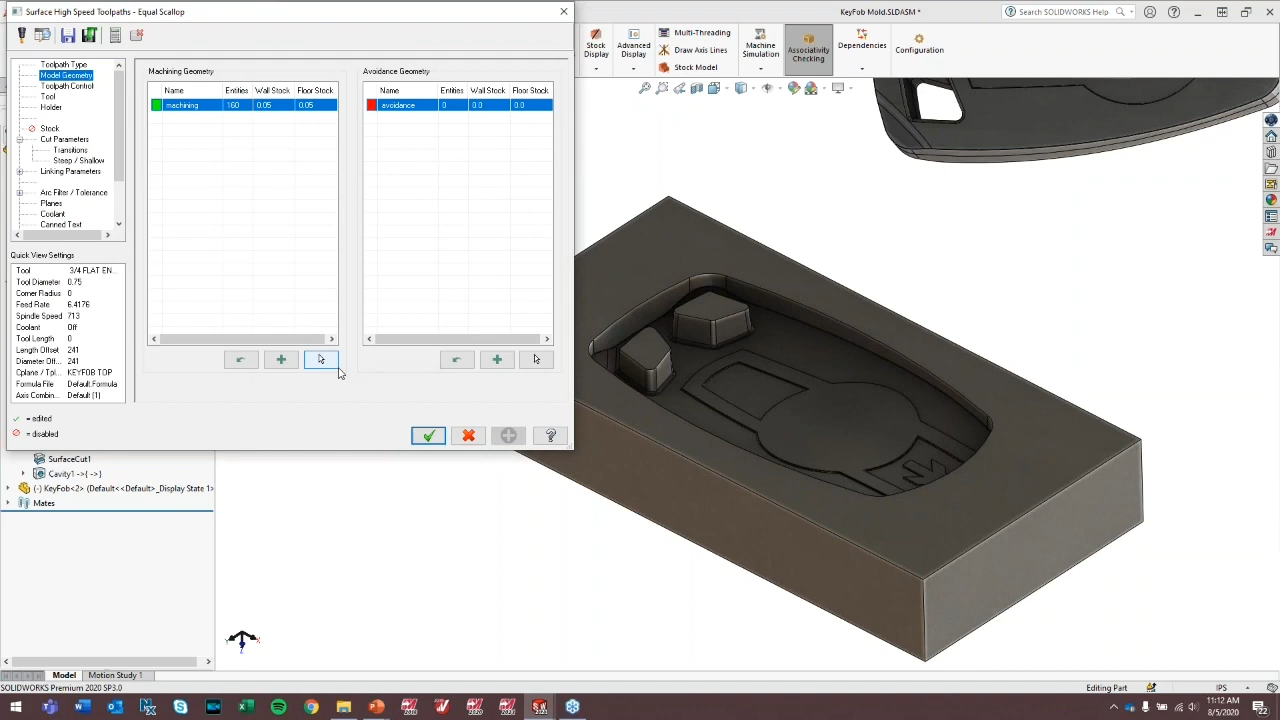 Surface High Speed Toolpaths - Equal Scallop
KeyFob Mold.SLDASM *
Search SOLIDWORKS Help
Stock Display
Advanced Display
Multi-Threading
Draw Axis Lines
Stock Model
Machine Simulation
Associativity Checking
Dependencies
Configuration
Toolpath Type
Model Geometry
Toolpath Control
Tool
Holder
Stock
Cut Parameters
Transitions
Steep / Shallow
Linking Parameters
Arc Filter / Tolerance
Planes
Coolant
Canned Text
Machining Geometry
Name Entities Wall Stock Floor Stock
machining 160 0.05 0.05
Avoidance Geometry
Name Entities Wall Stock Floor Stock
avoidance 0 0.0 0.0
Quick View Settings
Tool 3/4 FLAT EN...
Tool Diameter 0.75
Corner Radius 0
Feed Rate 6.4176
Spindle Speed 713
Coolant Off
Tool Length 0
Length Offset 241
Diameter Off... 241
Cplane / Tpl... KEYFOB TOP
Formula File Default.Formula
Axis Combin... Default (1)
= edited
= disabled
SurfaceCut1
Cavity1 ->{ ->}
(-) KeyFob<2> (Default<<Default>_Display State 1>
Mates
Model
Motion Study 1
SOLIDWORKS Premium 2020 SP3.0
Editing Part
IPS
11:12 AM
8/5/2020